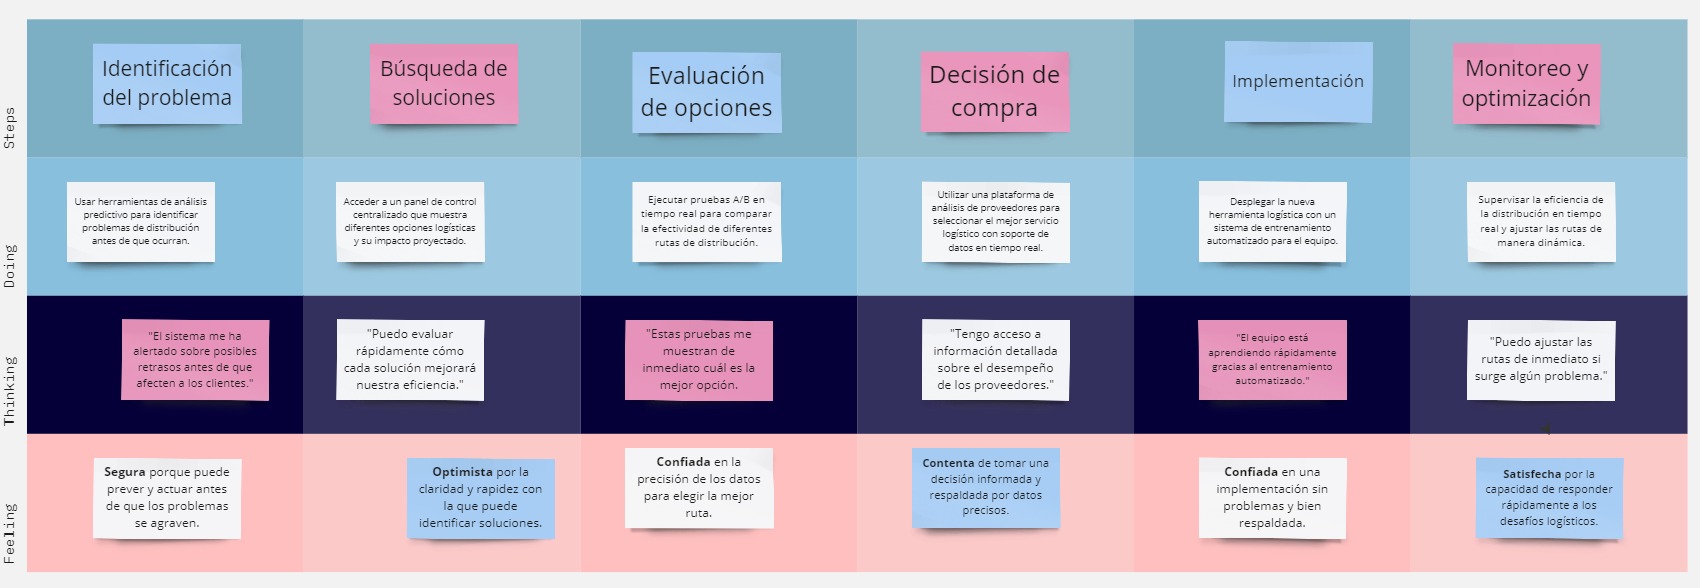 Steps
Identificación
del problema
Búsqueda de
soluciones
Evaluación
de opciones
Decisión de
compra
Implementación
Monitoreo y
optimización
Doing
Usar herramientas de análisis
predictivo para identificar
problemas de distribución
antes de que ocurran.
Acceder a un panel de control
centralizado que muestra
diferentes opciones logísticas
y su impacto proyectado.
Ejecutar pruebas A/B en
tiempo real para comparar
la efectividad de diferentes
rutas de distribución.
Utilizar una plataforma de
análisis de proveedores para
seleccionar el mejor servicio
logístico con soporte de
datos en tiempo real.
Desplegar la nueva
herramienta logística con un
sistema de entrenamiento
automatizado para el equipo.
Supervisar la eficiencia de
la distribución en tiempo
real y ajustar las rutas de
manera dinámica.
Thinking
"El sistema me ha
alertado sobre posibles
retrasos antes de que
afecten a los clientes."
"Puedo evaluar
rápidamente cómo
cada solución mejorará
nuestra eficiencia."
"Estas pruebas me
muestran de
inmediato cuál es la
mejor opción.
"Tengo acceso a
información detallada
sobre el desempeño
de los proveedores."
"El equipo está
aprendiendo rápidamente
gracias al entrenamiento
automatizado."
"Puedo ajustar las
rutas de inmediato si
surge algún problema."
Feeling
Segura porque puede
prever y actuar antes
de que los problemas
se agraven.
Optimista por la
claridad y rapidez con
la que puede
identificar soluciones.
Confiada en la
precisión de los datos
para elegir la mejor
ruta.
Contenta de tomar una
decisión informada y
respaldada por datos
precisos.
Confiada en una
implementación sin
problemas y bien
respaldada.
Satisfecha por la
capacidad de responder
rápidamente a los
desafíos logísticos.